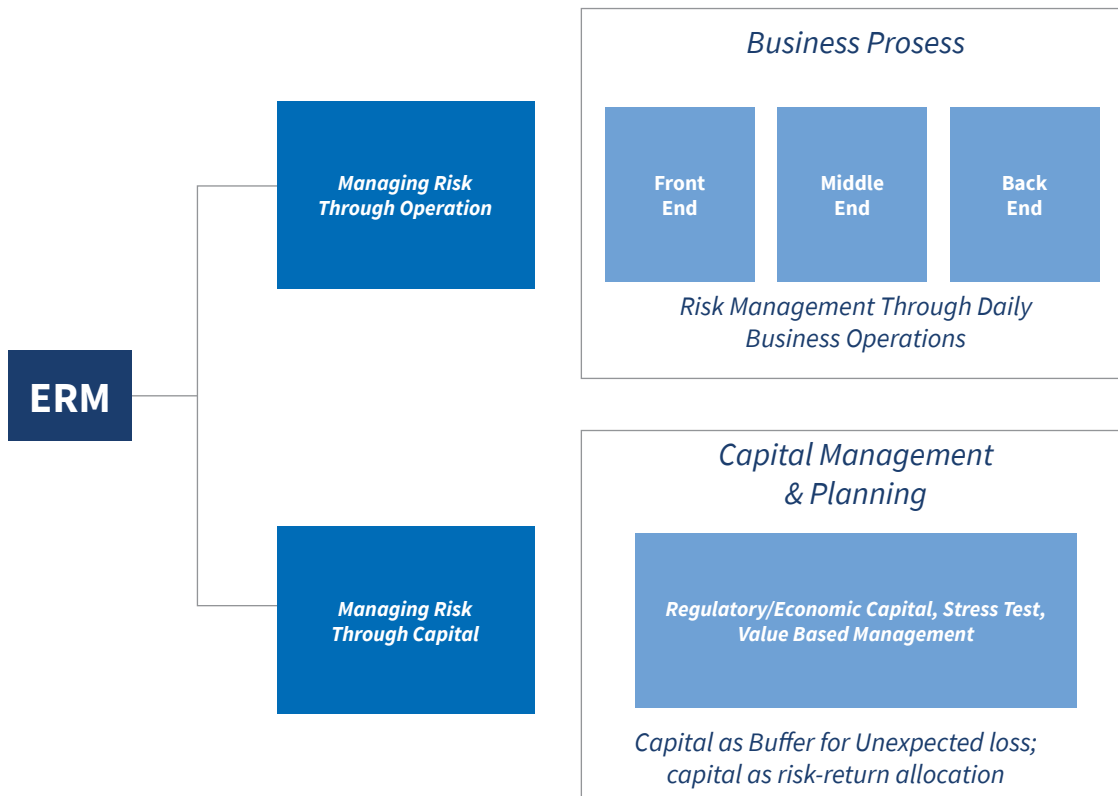 Business Prosess
Managing Risk
Through Operation
Front
End
Middle
End
Back
End
Risk Management Through Daily
Business Operations
ERM
Capital Management
& Planning
Managing Risk
Through Capital
Regulatory/Economic Capital, Stress Test,
Value Based Management
Capital as Buffer for Unexpected loss;
capital as risk-return allocation